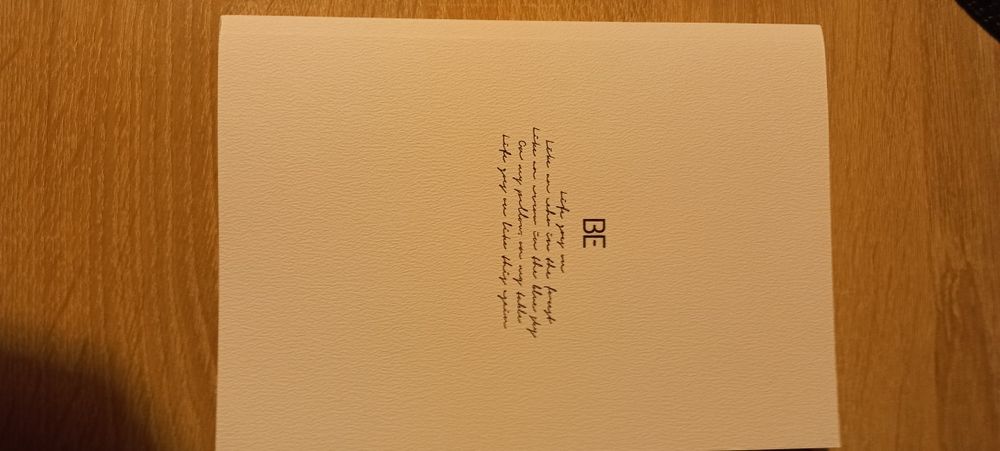 BE
Life goes on
Like an echo in the forest
Like an arrow in the blue sky
On my pillow, on my table
Life goes on like this again